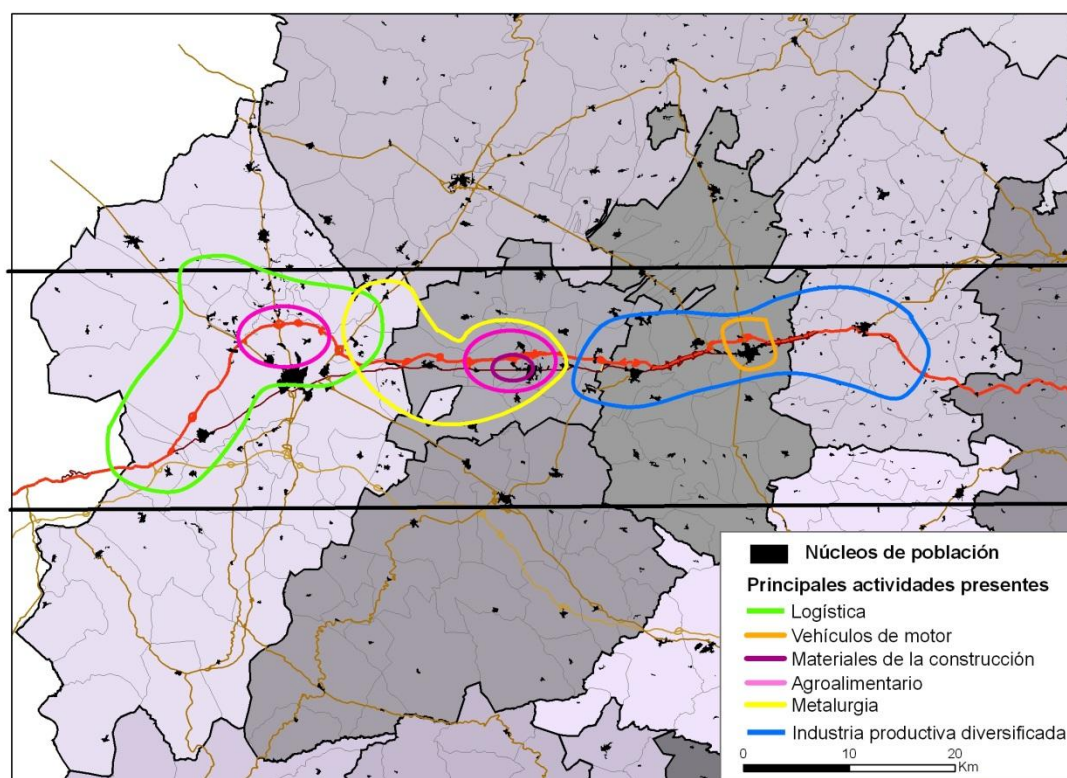 Núcleos de población
Principales actividades presentes
Logística
Vehículos de motor
Materiales de la construcción
Agroalimentario
Metalurgia
Industria productiva diversificada
0 10 20
Km